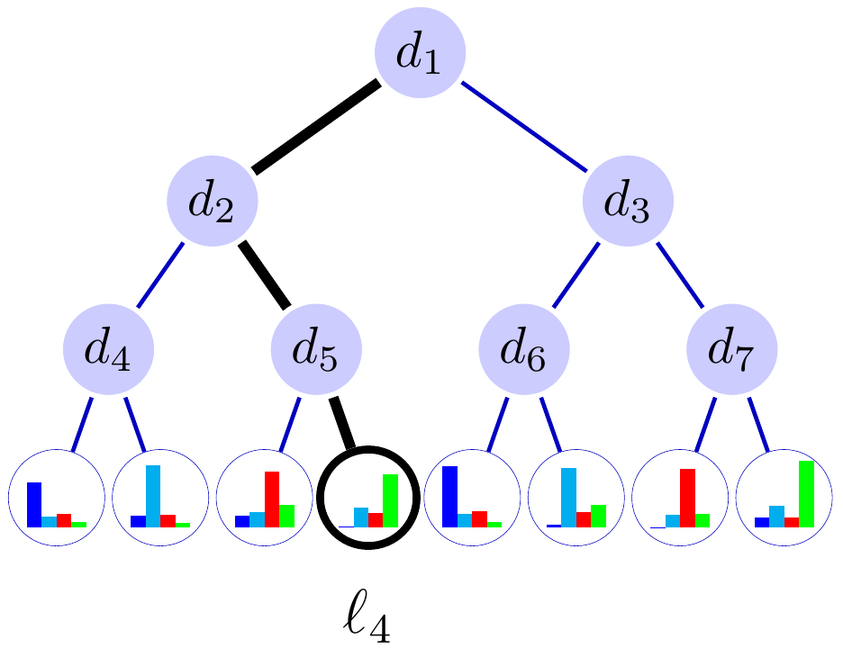 d₁
d₂ d₃
d₄ d₅ d₆ d₇
ℓ₄